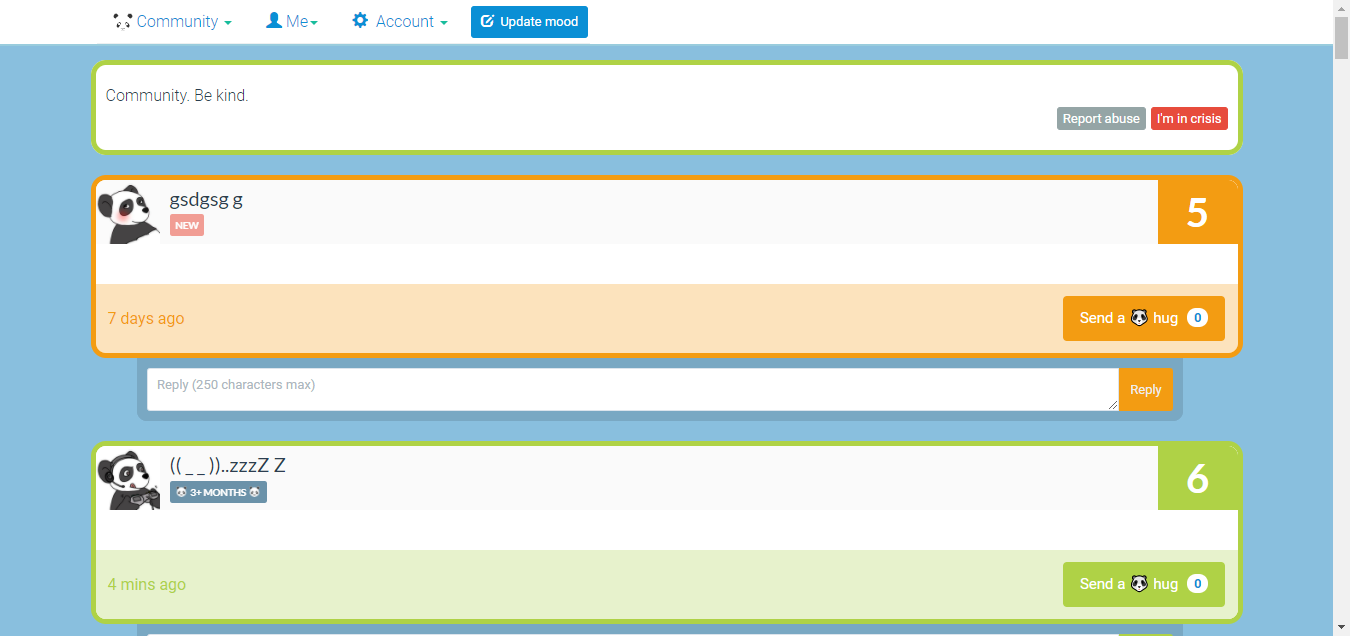 Community Me Account Update mood
Community. Be kind.
Report abuse I'm in crisis
gsdgsg g
NEW
5
7 days ago
Send a hug 0
Reply (250 characters max)
Reply
((_ _))..zzzZ Z
3+ MONTHS
6
4 mins ago
Send a hug 0